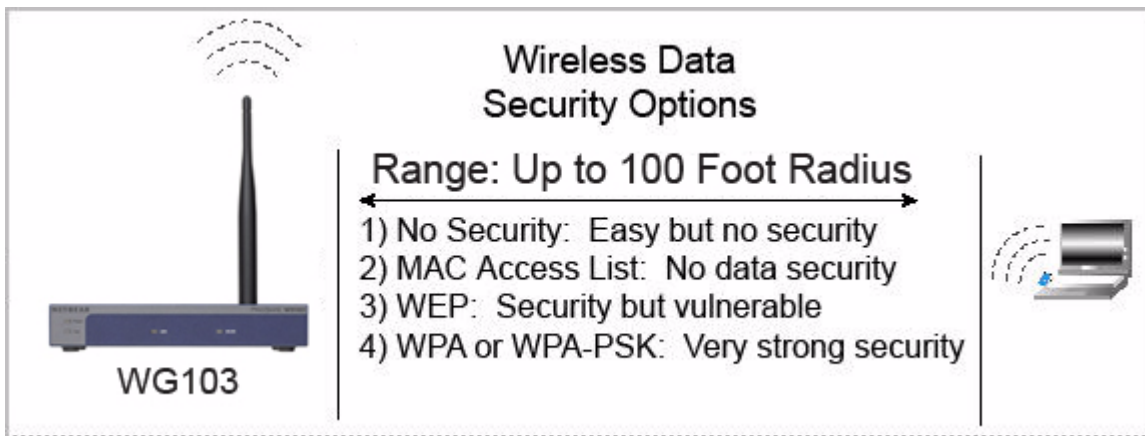 Wireless Data
Security Options
Range: Up to 100 Foot Radius
1) No Security:  Easy but no security
2) MAC Access List:  No data security
3) WEP:  Security but vulnerable
4) WPA or WPA-PSK:  Very strong security
NETGEAR
WG103